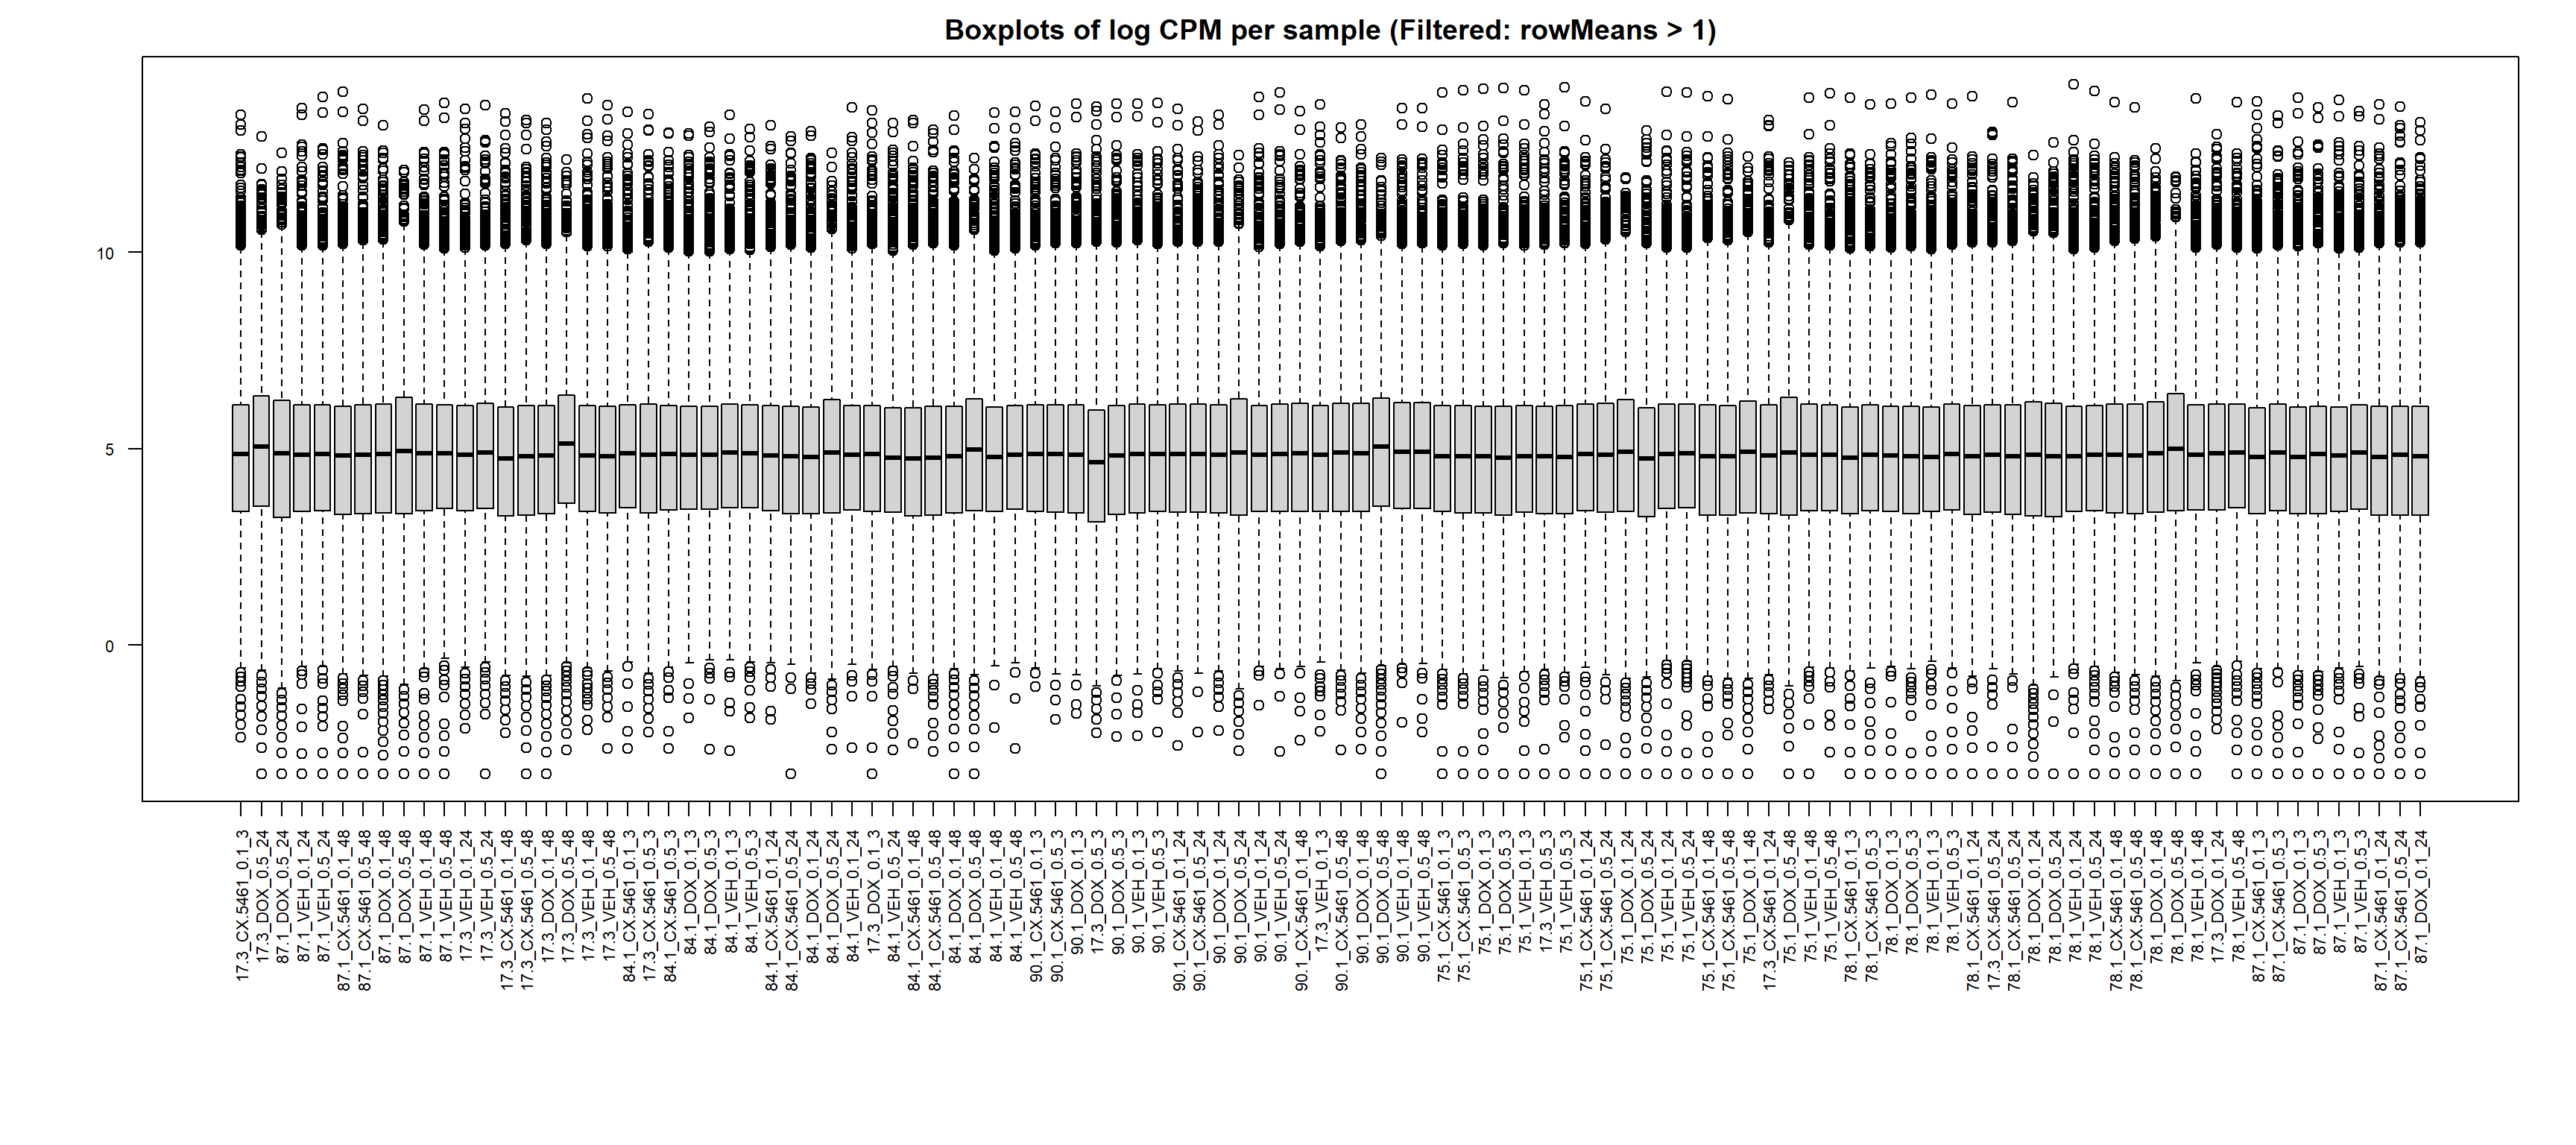 Boxplots of log CPM per sample (Filtered: rowMeans > 1)
10
5
0
17.3_CX.5461_0.1_3
17.3_DOX_0.5_24
87.1_DOX_0.5_24
87.1_VEH_0.1_24
87.1_VEH_0.5_24
87.1_CX.5461_0.1_48
87.1_CX.5461_0.5_48
87.1_DOX_0.1_48
87.1_DOX_0.5_48
87.1_VEH_0.1_48
87.1_VEH_0.5_48
17.3_VEH_0.1_24
17.3_VEH_0.5_24
17.3_CX.5461_0.1_48
17.3_CX.5461_0.5_48
17.3_DOX_0.1_48
17.3_DOX_0.5_48
17.3_VEH_0.1_48
17.3_VEH_0.5_48
84.1_CX.5461_0.1_3
17.3_CX.5461_0.5_3
84.1_CX.5461_0.5_3
84.1_DOX_0.1_3
84.1_DOX_0.5_3
84.1_VEH_0.1_3
84.1_VEH_0.5_3
84.1_CX.5461_0.1_24
84.1_CX.5461_0.5_24
84.1_DOX_0.1_24
84.1_DOX_0.5_24
84.1_VEH_0.1_24
17.3_DOX_0.1_3
84.1_VEH_0.5_24
84.1_CX.5461_0.1_48
84.1_CX.5461_0.5_48
84.1_DOX_0.1_48
84.1_DOX_0.5_48
84.1_VEH_0.1_48
84.1_VEH_0.5_48
90.1_CX.5461_0.1_3
90.1_CX.5461_0.5_3
90.1_DOX_0.1_3
17.3_DOX_0.5_3
90.1_DOX_0.5_3
90.1_VEH_0.1_3
90.1_VEH_0.5_3
90.1_CX.5461_0.1_24
90.1_CX.5461_0.5_24
90.1_DOX_0.1_24
90.1_DOX_0.5_24
90.1_VEH_0.1_24
90.1_VEH_0.5_24
90.1_CX.5461_0.1_48
17.3_VEH_0.1_3
90.1_CX.5461_0.5_48
90.1_DOX_0.1_48
90.1_DOX_0.5_48
90.1_VEH_0.1_48
90.1_VEH_0.5_48
75.1_CX.5461_0.1_3
75.1_CX.5461_0.5_3
75.1_DOX_0.1_3
75.1_DOX_0.5_3
75.1_VEH_0.1_3
17.3_VEH_0.5_3
75.1_VEH_0.5_3
75.1_CX.5461_0.1_24
75.1_CX.5461_0.5_24
75.1_DOX_0.1_24
75.1_DOX_0.5_24
75.1_VEH_0.1_24
75.1_VEH_0.5_24
75.1_CX.5461_0.1_48
75.1_CX.5461_0.5_48
75.1_DOX_0.1_48
17.3_CX.5461_0.1_24
75.1_DOX_0.5_48
75.1_VEH_0.1_48
75.1_VEH_0.5_48
78.1_CX.5461_0.1_3
78.1_CX.5461_0.5_3
78.1_DOX_0.1_3
78.1_DOX_0.5_3
78.1_VEH_0.1_3
78.1_VEH_0.5_3
78.1_CX.5461_0.1_24
17.3_CX.5461_0.5_24
78.1_CX.5461_0.5_24
78.1_DOX_0.1_24
78.1_DOX_0.5_24
78.1_VEH_0.1_24
78.1_VEH_0.5_24
78.1_CX.5461_0.1_48
78.1_CX.5461_0.5_48
78.1_DOX_0.1_48
78.1_DOX_0.5_48
78.1_VEH_0.1_48
17.3_DOX_0.1_24
78.1_VEH_0.5_48
87.1_CX.5461_0.1_3
87.1_CX.5461_0.5_3
87.1_DOX_0.1_3
87.1_DOX_0.5_3
87.1_VEH_0.1_3
87.1_VEH_0.5_3
87.1_CX.5461_0.1_24
87.1_CX.5461_0.5_24
87.1_DOX_0.1_24